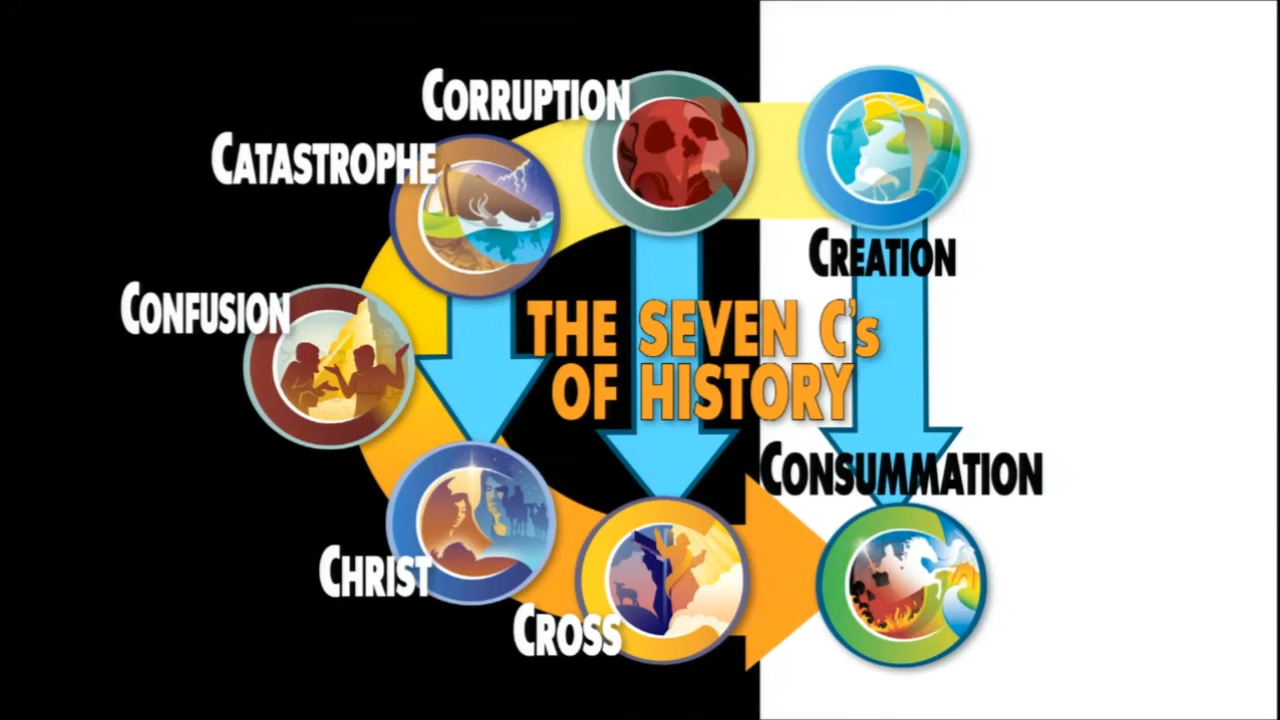 CORRUPTION
CREATION
CATASTROPHE
CONFUSION
THE SEVEN C's
OF HISTORY
CONSUMMATION
CHRIST
CROSS